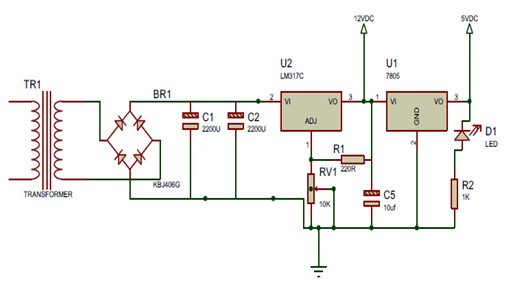 12VDC
5VDC
TR1
TRANSFORMER
BR1
KBJ406G
C1
2200U
C2
2200U
U2
LM317C
2
VI
VO
3
ADJ
1
R1
220R
RV1
10K
C5
10uf
U1
7805
1
VI
VO
3
GND
2
D1
LED
R2
1K